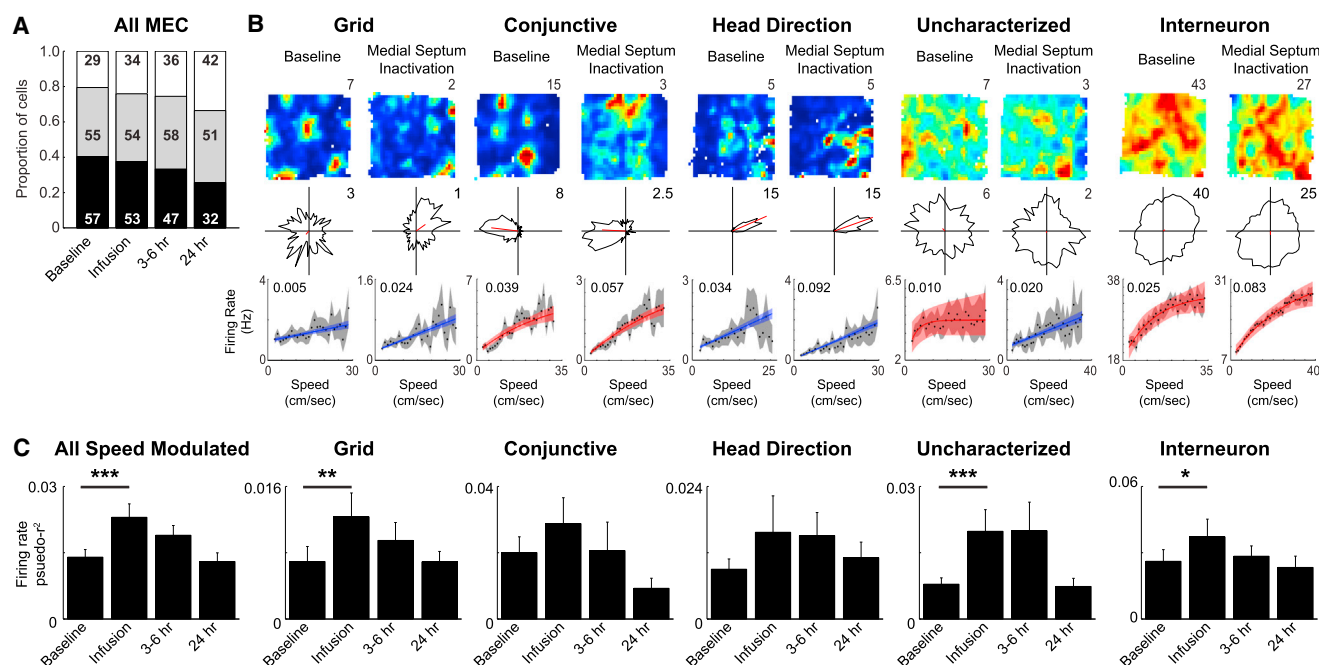 A
All MEC
Proportion of cells
1.0
0.8
0.6
0.4
0.2
0
29 34 36 42
55 54 58 51
57 53 47 32
Baseline
Infusion
3-6 hr
24 hr
B
Grid Conjunctive Head Direction Uncharacterized Interneuron
Baseline
Medial Septum
Inactivation
Baseline
Medial Septum
Inactivation
Baseline
Medial Septum
Inactivation
Baseline
Medial Septum
Inactivation
Baseline
Medial Septum
Inactivation
7 2 15 3 5 5 7 3 43 27
3 1 8 2.5 15 15 6 2 40 25
Firing Rate
(Hz)
4
0.005
0
0 30
1.6
0.024
0
0 30
7
0.039
0
0 35
3
0.057
0
0 35
3
0.034
0
0 25
4
0.092
0
0 30
6.5
0.010
2
0 30
3
0.020
0
0 40
36.5
0.025
18
0 35
31
0.083
7
0 40
Speed Speed Speed Speed Speed Speed Speed Speed Speed Speed
(cm/sec) (cm/sec) (cm/sec) (cm/sec) (cm/sec) (cm/sec) (cm/sec) (cm/sec) (cm/sec) (cm/sec)
C
All Speed Modulated
Firing rate
psuedo-r²
0.03
0
***
Baseline
Infusion
3-6 hr
24 hr
Grid
0.016
0
**
Baseline
Infusion
3-6 hr
24 hr
Conjunctive
0.04
0
Baseline
Infusion
3-6 hr
24 hr
Head Direction
0.024
0
Baseline
Infusion
3-6 hr
24 hr
Uncharacterized
0.03
0
***
Baseline
Infusion
3-6 hr
24 hr
Interneuron
0.06
0
*
Baseline
Infusion
3-6 hr
24 hr